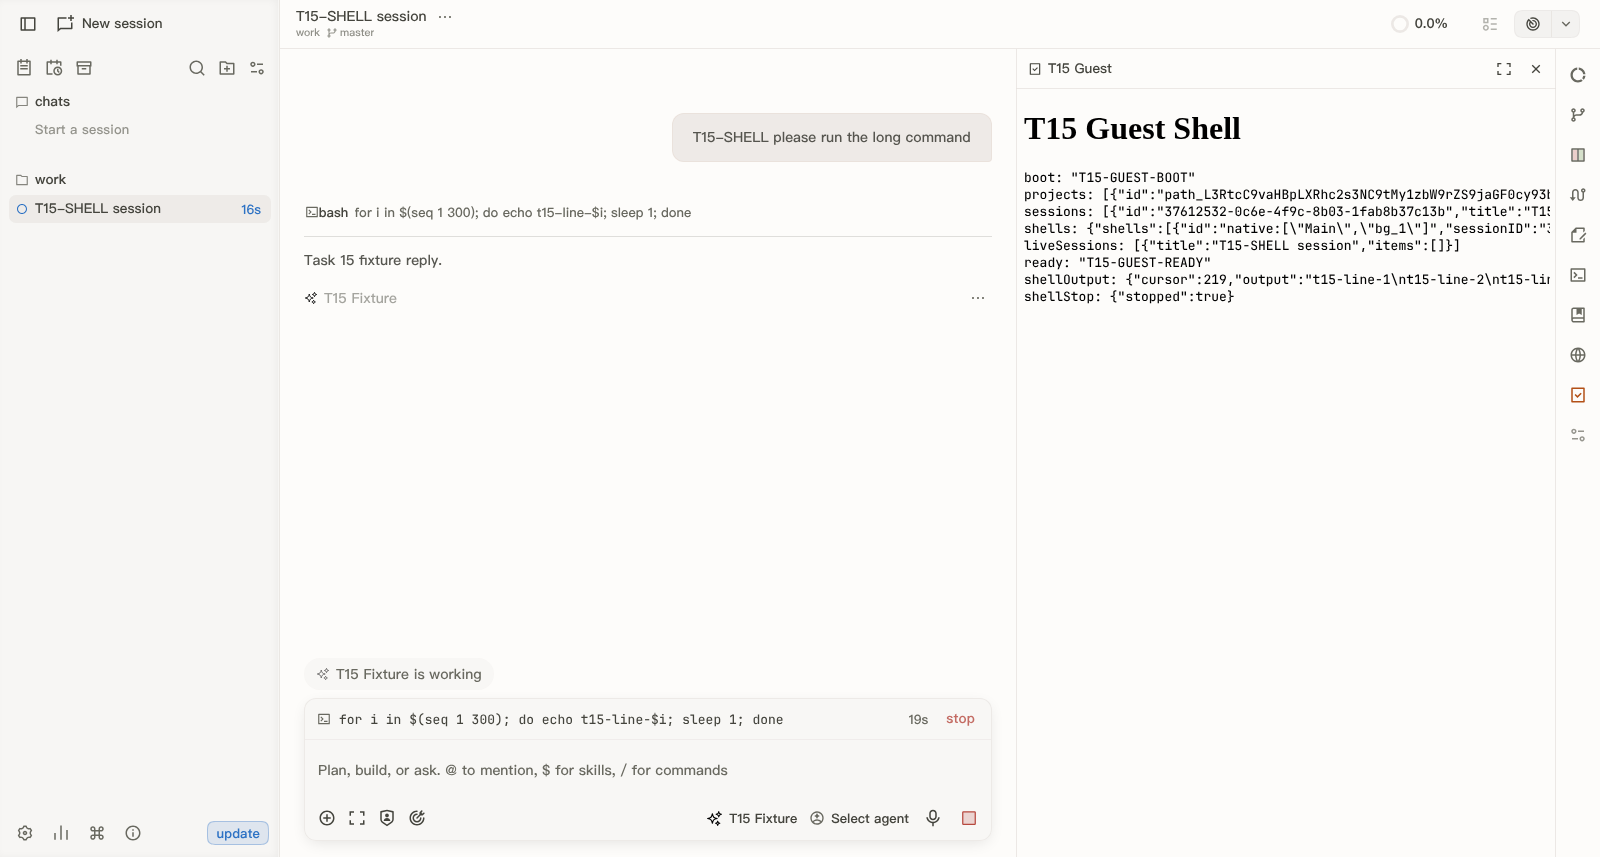 New session
chats
Start a session
work
T15-SHELL session
16s
update
T15-SHELL session
work master
0.0%
T15-SHELL please run the long command
bash for i in $(seq 1 300); do echo t15-line-$i; sleep 1; done
Task 15 fixture reply.
T15 Fixture
T15 Fixture is working
for i in $(seq 1 300); do echo t15-line-$i; sleep 1; done
19s
stop
Plan, build, or ask. @ to mention, $ for skills, / for commands
T15 Fixture
Select agent
T15 Guest
T15 Guest Shell
boot: "T15-GUEST-BOOT"
projects: [{"id":"path_L3RtcC9vaHBpLXRhc2s3NC9tMy1zbW9rZS9jaGF0cy93b
sessions: [{"id":"37612532-0c6e-4f9c-8b03-1fab8b37c13b","title":"T15
shells: {"shells":[{"id":"native:[\"Main\",\"bg_1\"]","sessionID":"3
liveSessions: [{"title":"T15-SHELL session","items":[]}]
ready: "T15-GUEST-READY"
shellOutput: {"cursor":219,"output":"t15-line-1\nt15-line-2\nt15-lin
shellStop: {"stopped":true}